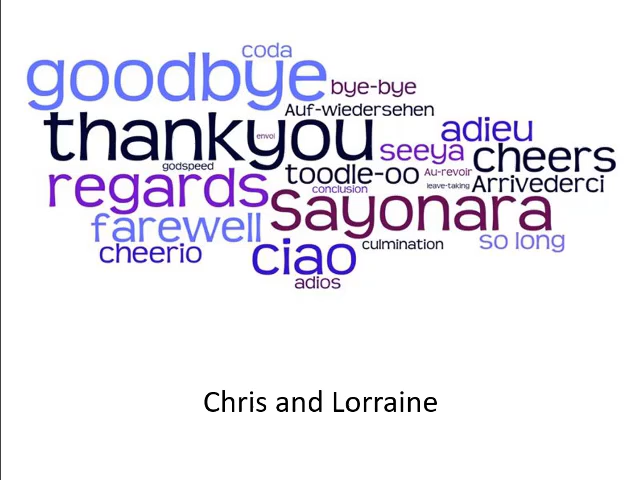 coda
goodbye
bye-bye
Auf-wiedersehen
thankyou
envoi
adieu
seeya
cheers
godspeed
toodle-oo
Au-revoir
regards
conclusion
leave-taking
Arrivederci
Sayonara
farewell
so long
cheerio
ciao
culmination
adios
Chris and Lorraine